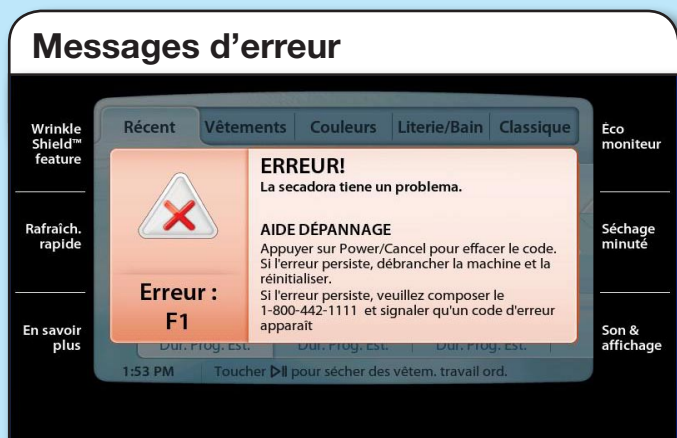 Messages d'erreur
Wrinkle
Shield™
feature
Rafraîch.
rapide
En savoir
plus
Récent Vêtements Couleurs Literie/Bain Classique
ERREUR!
La secadora tiene un problema.
AIDE DÉPANNAGE
Appuyer sur Power/Cancel pour effacer le code.
Si l'erreur persiste, débrancher la machine et la
réinitialiser.
Si l'erreur persiste, veuillez composer le
1-800-442-1111 et signaler qu'un code d'erreur
apparaît
Erreur :
F1
Dur. Prog. Est. Dur. Prog. Est. Dur. Prog. Est.
1:53 PM Toucher ▷II pour sécher des vêtem. travail ord.
Éco
moniteur
Séchage
minuté
Son &
affichage